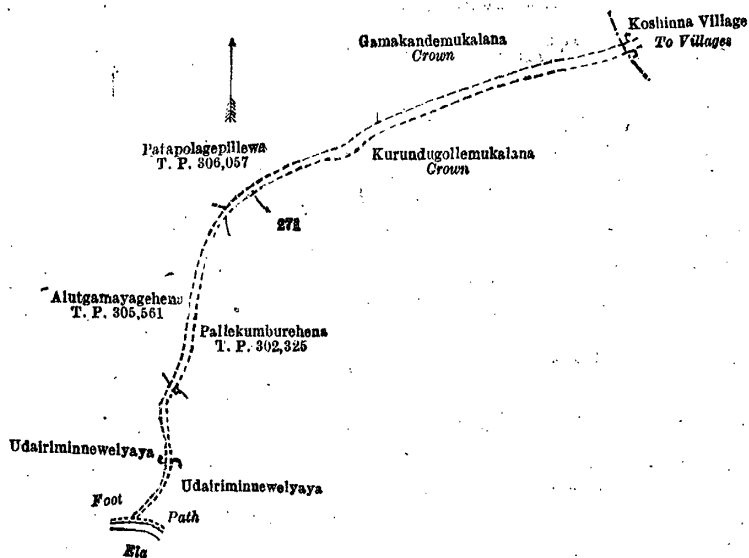 Koshinna Village
To Villages
Gamakandemukalana
Crown
Patapolagepillewa
T. P. 306,057
Kurundugollemukalana
Crown
271
Alutgamayagehena
T. P. 305,561
Pallekumburehena
T. P. 302,325
Udairiminnewelyaya
Udairiminnewelyaya
Foot
Path
Ela